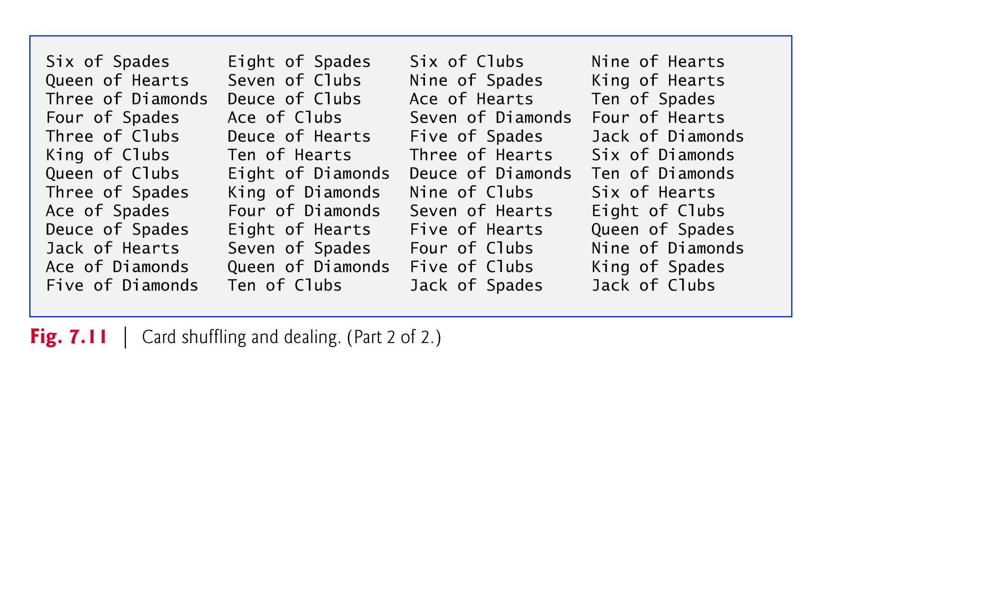 Six of Spades Eight of Spades Six of Clubs Nine of Hearts
Queen of Hearts Seven of Clubs Nine of Spades King of Hearts
Three of Diamonds Deuce of Clubs Ace of Hearts Ten of Spades
Four of Spades Ace of Clubs Seven of Diamonds Four of Hearts
Three of Clubs Deuce of Hearts Five of Spades Jack of Diamonds
King of Clubs Ten of Hearts Three of Hearts Six of Diamonds
Queen of Clubs Eight of Diamonds Deuce of Diamonds Ten of Diamonds
Three of Spades King of Diamonds Nine of Clubs Six of Hearts
Ace of Spades Four of Diamonds Seven of Hearts Eight of Clubs
Deuce of Spades Eight of Hearts Five of Hearts Queen of Spades
Jack of Hearts Seven of Spades Four of Clubs Nine of Diamonds
Ace of Diamonds Queen of Diamonds Five of Clubs King of Spades
Five of Diamonds Ten of Clubs Jack of Spades Jack of Clubs
Fig. 7.11 | Card shuffling and dealing. (Part 2 of 2.)